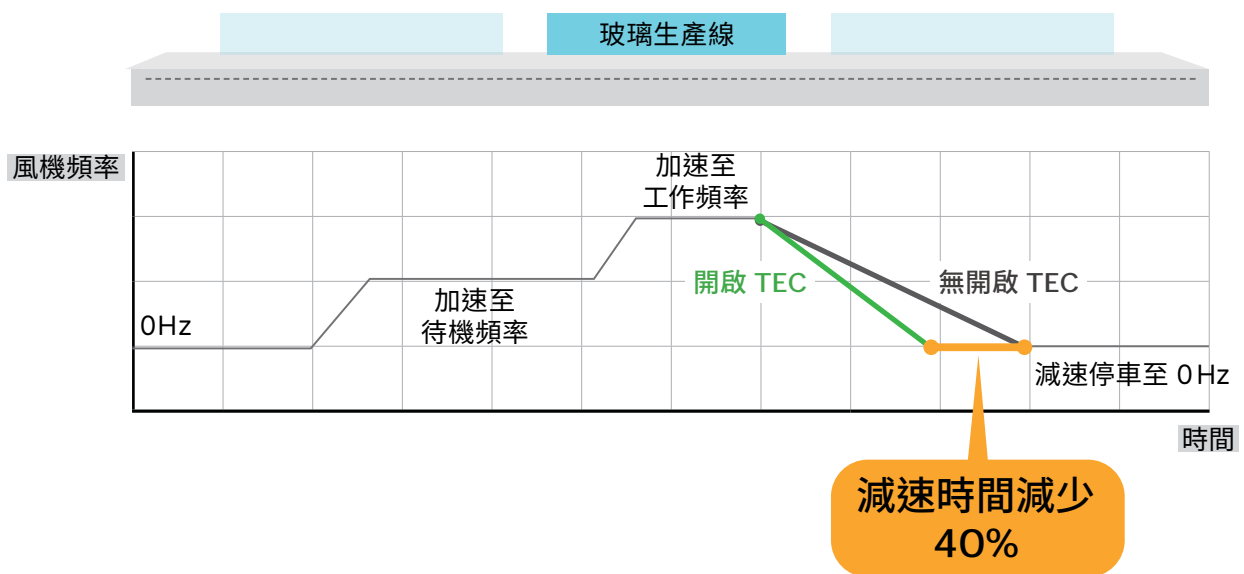 玻璃生產線
風機頻率
加速至
工作頻率
開啟 TEC
無開啟 TEC
0Hz
加速至
待機頻率
減速停車至 0Hz
時間
減速時間減少
40%